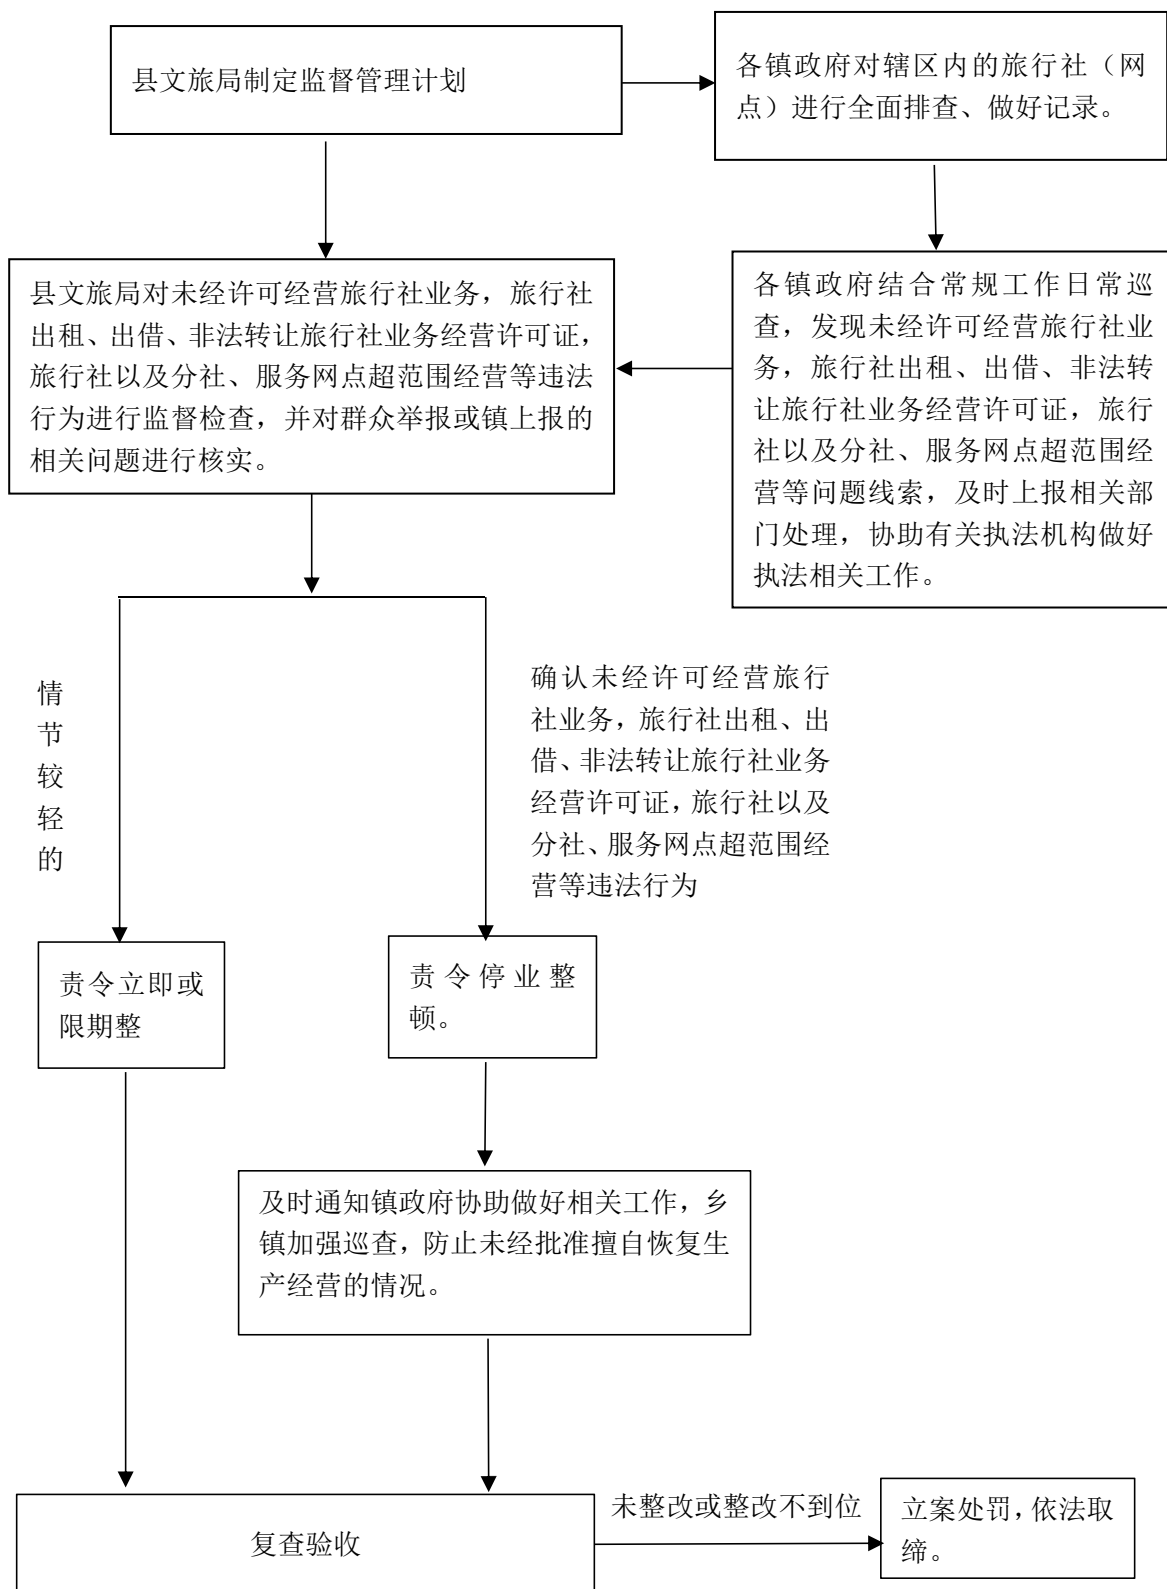 县文旅局制定监督管理计划
各镇政府对辖区内的旅行社（网
点）进行全面排查、做好记录。
县文旅局对未经许可经营旅行社业务，旅行社
出租、出借、非法转让旅行社业务经营许可证，
旅行社以及分社、服务网点超范围经营等违法
行为进行监督检查，并对群众举报或镇上报的
相关问题进行核实。
各镇政府结合常规工作日常巡
查，发现未经许可经营旅行社业
务，旅行社出租、出借、非法转
让旅行社业务经营许可证，旅行
社以及分社、服务网点超范围经
营等问题线索，及时上报相关部
门处理，协助有关执法机构做好
执法相关工作。
情
节
较
轻
的
确认未经许可经营旅行
社业务，旅行社出租、出
借、非法转让旅行社业务
经营许可证，旅行社以及
分社、服务网点超范围经
营等违法行为
责令立即或
限期整
责令停业整
顿。
及时通知镇政府协助做好相关工作，乡
镇加强巡查，防止未经批准擅自恢复生
产经营的情况。
复查验收
未整改或整改不到位
立案处罚，依法取
缔。